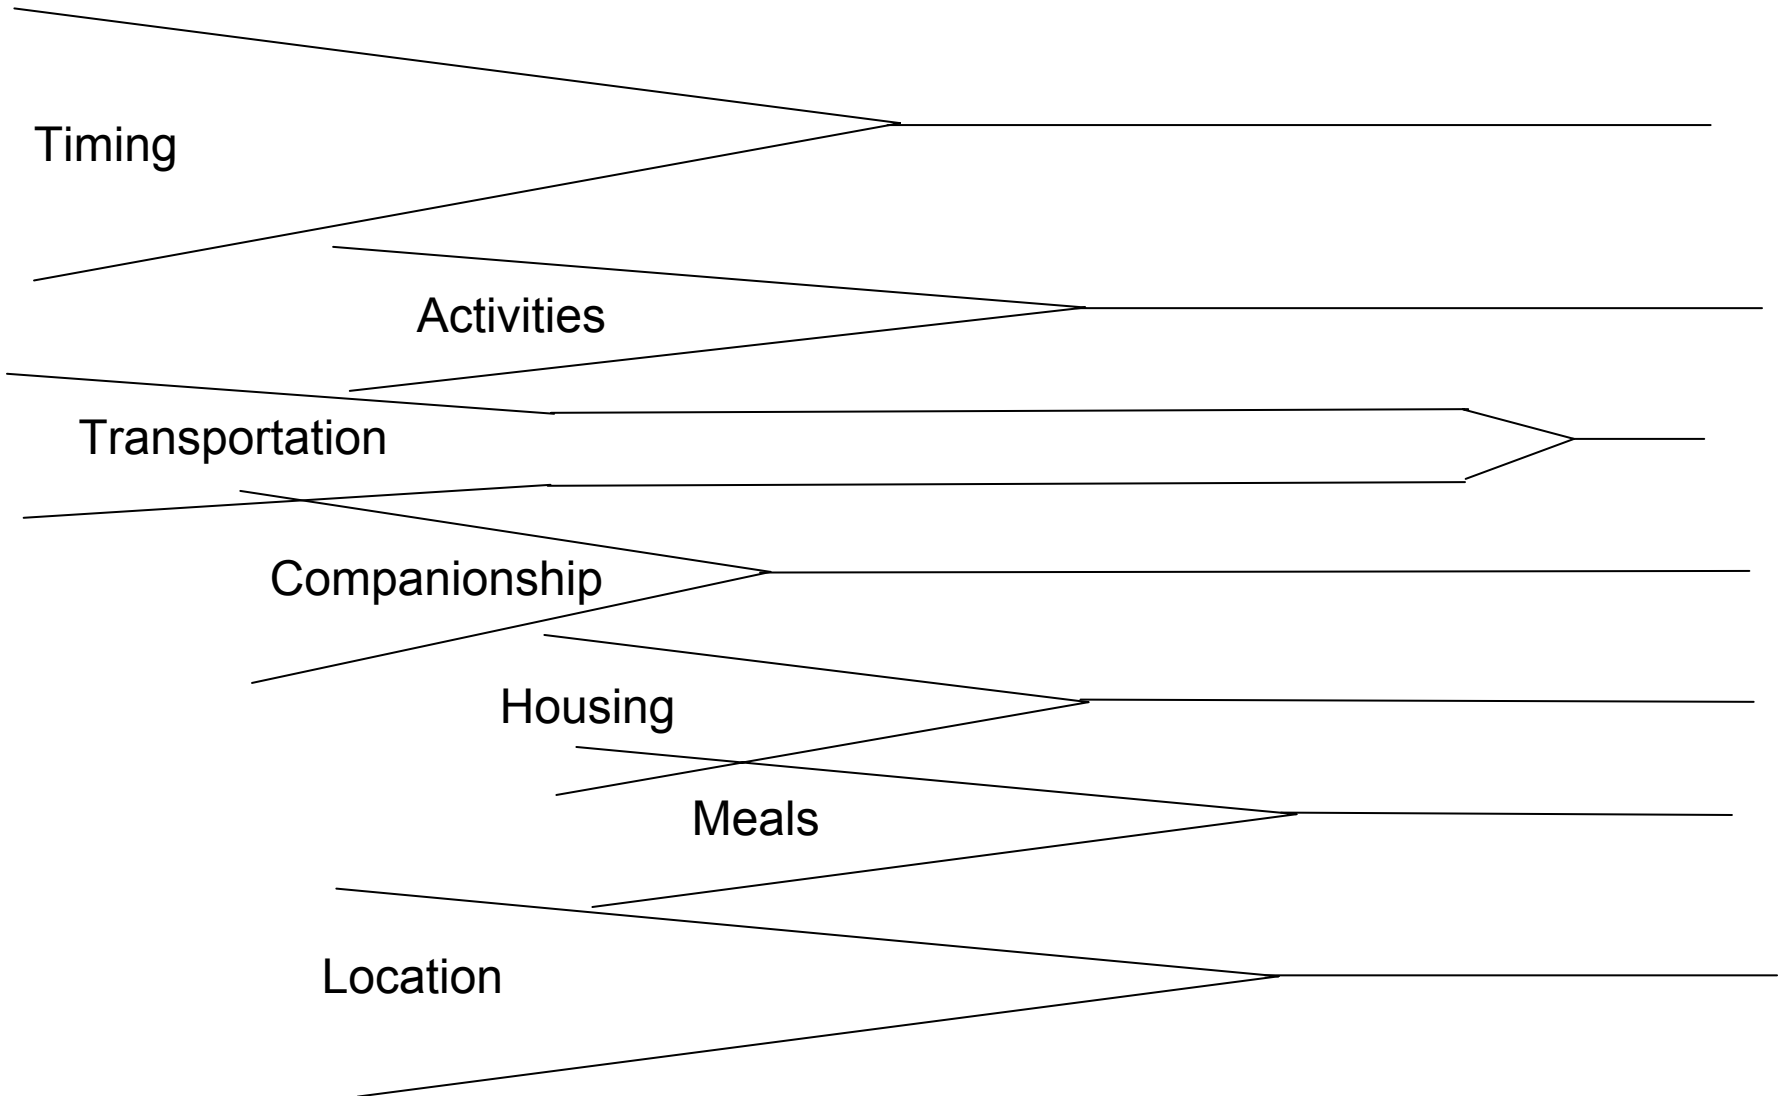 Timing
Activities
Transportation
Companionship
Housing
Meals
Location